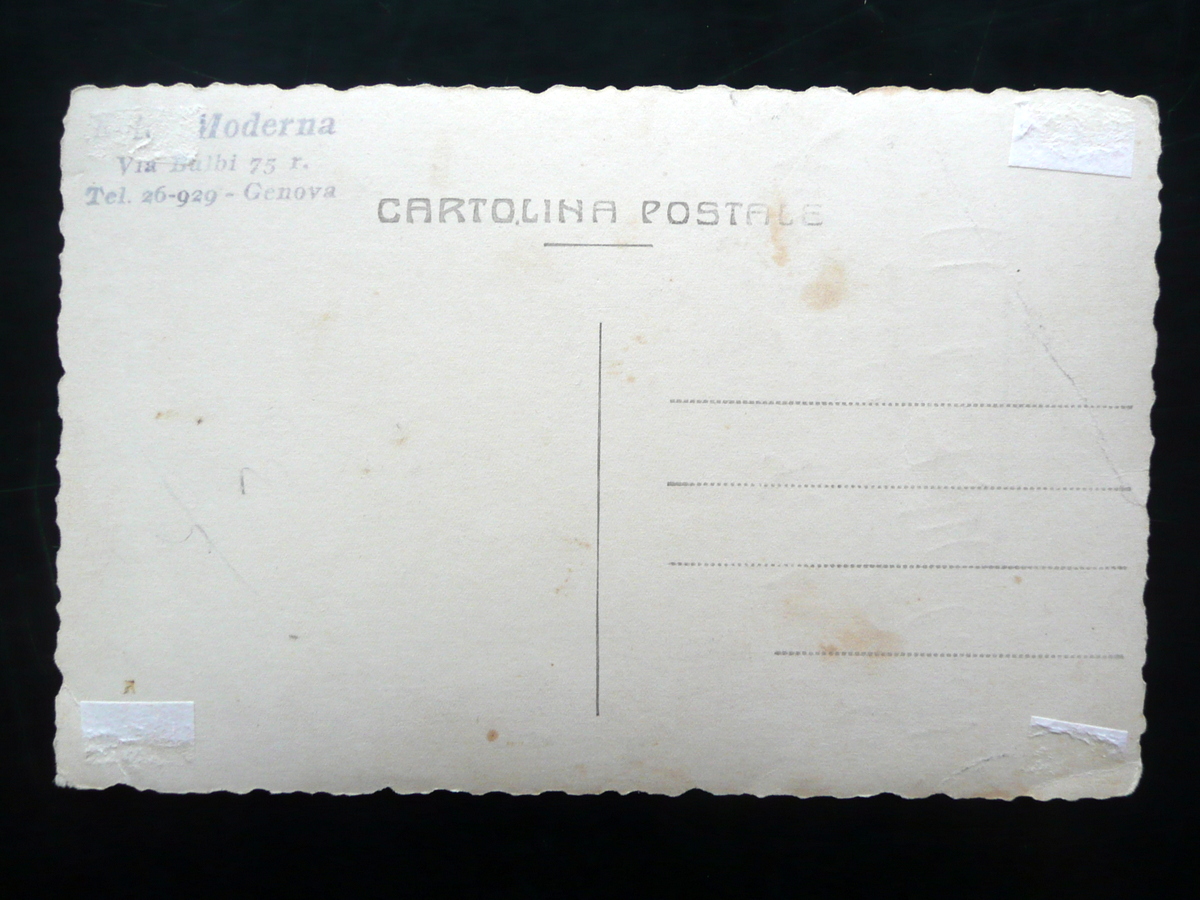 Moderna
Via Balbi 75 r.
Tel. 26-929 - Genova
CARTOLINA POSTALE